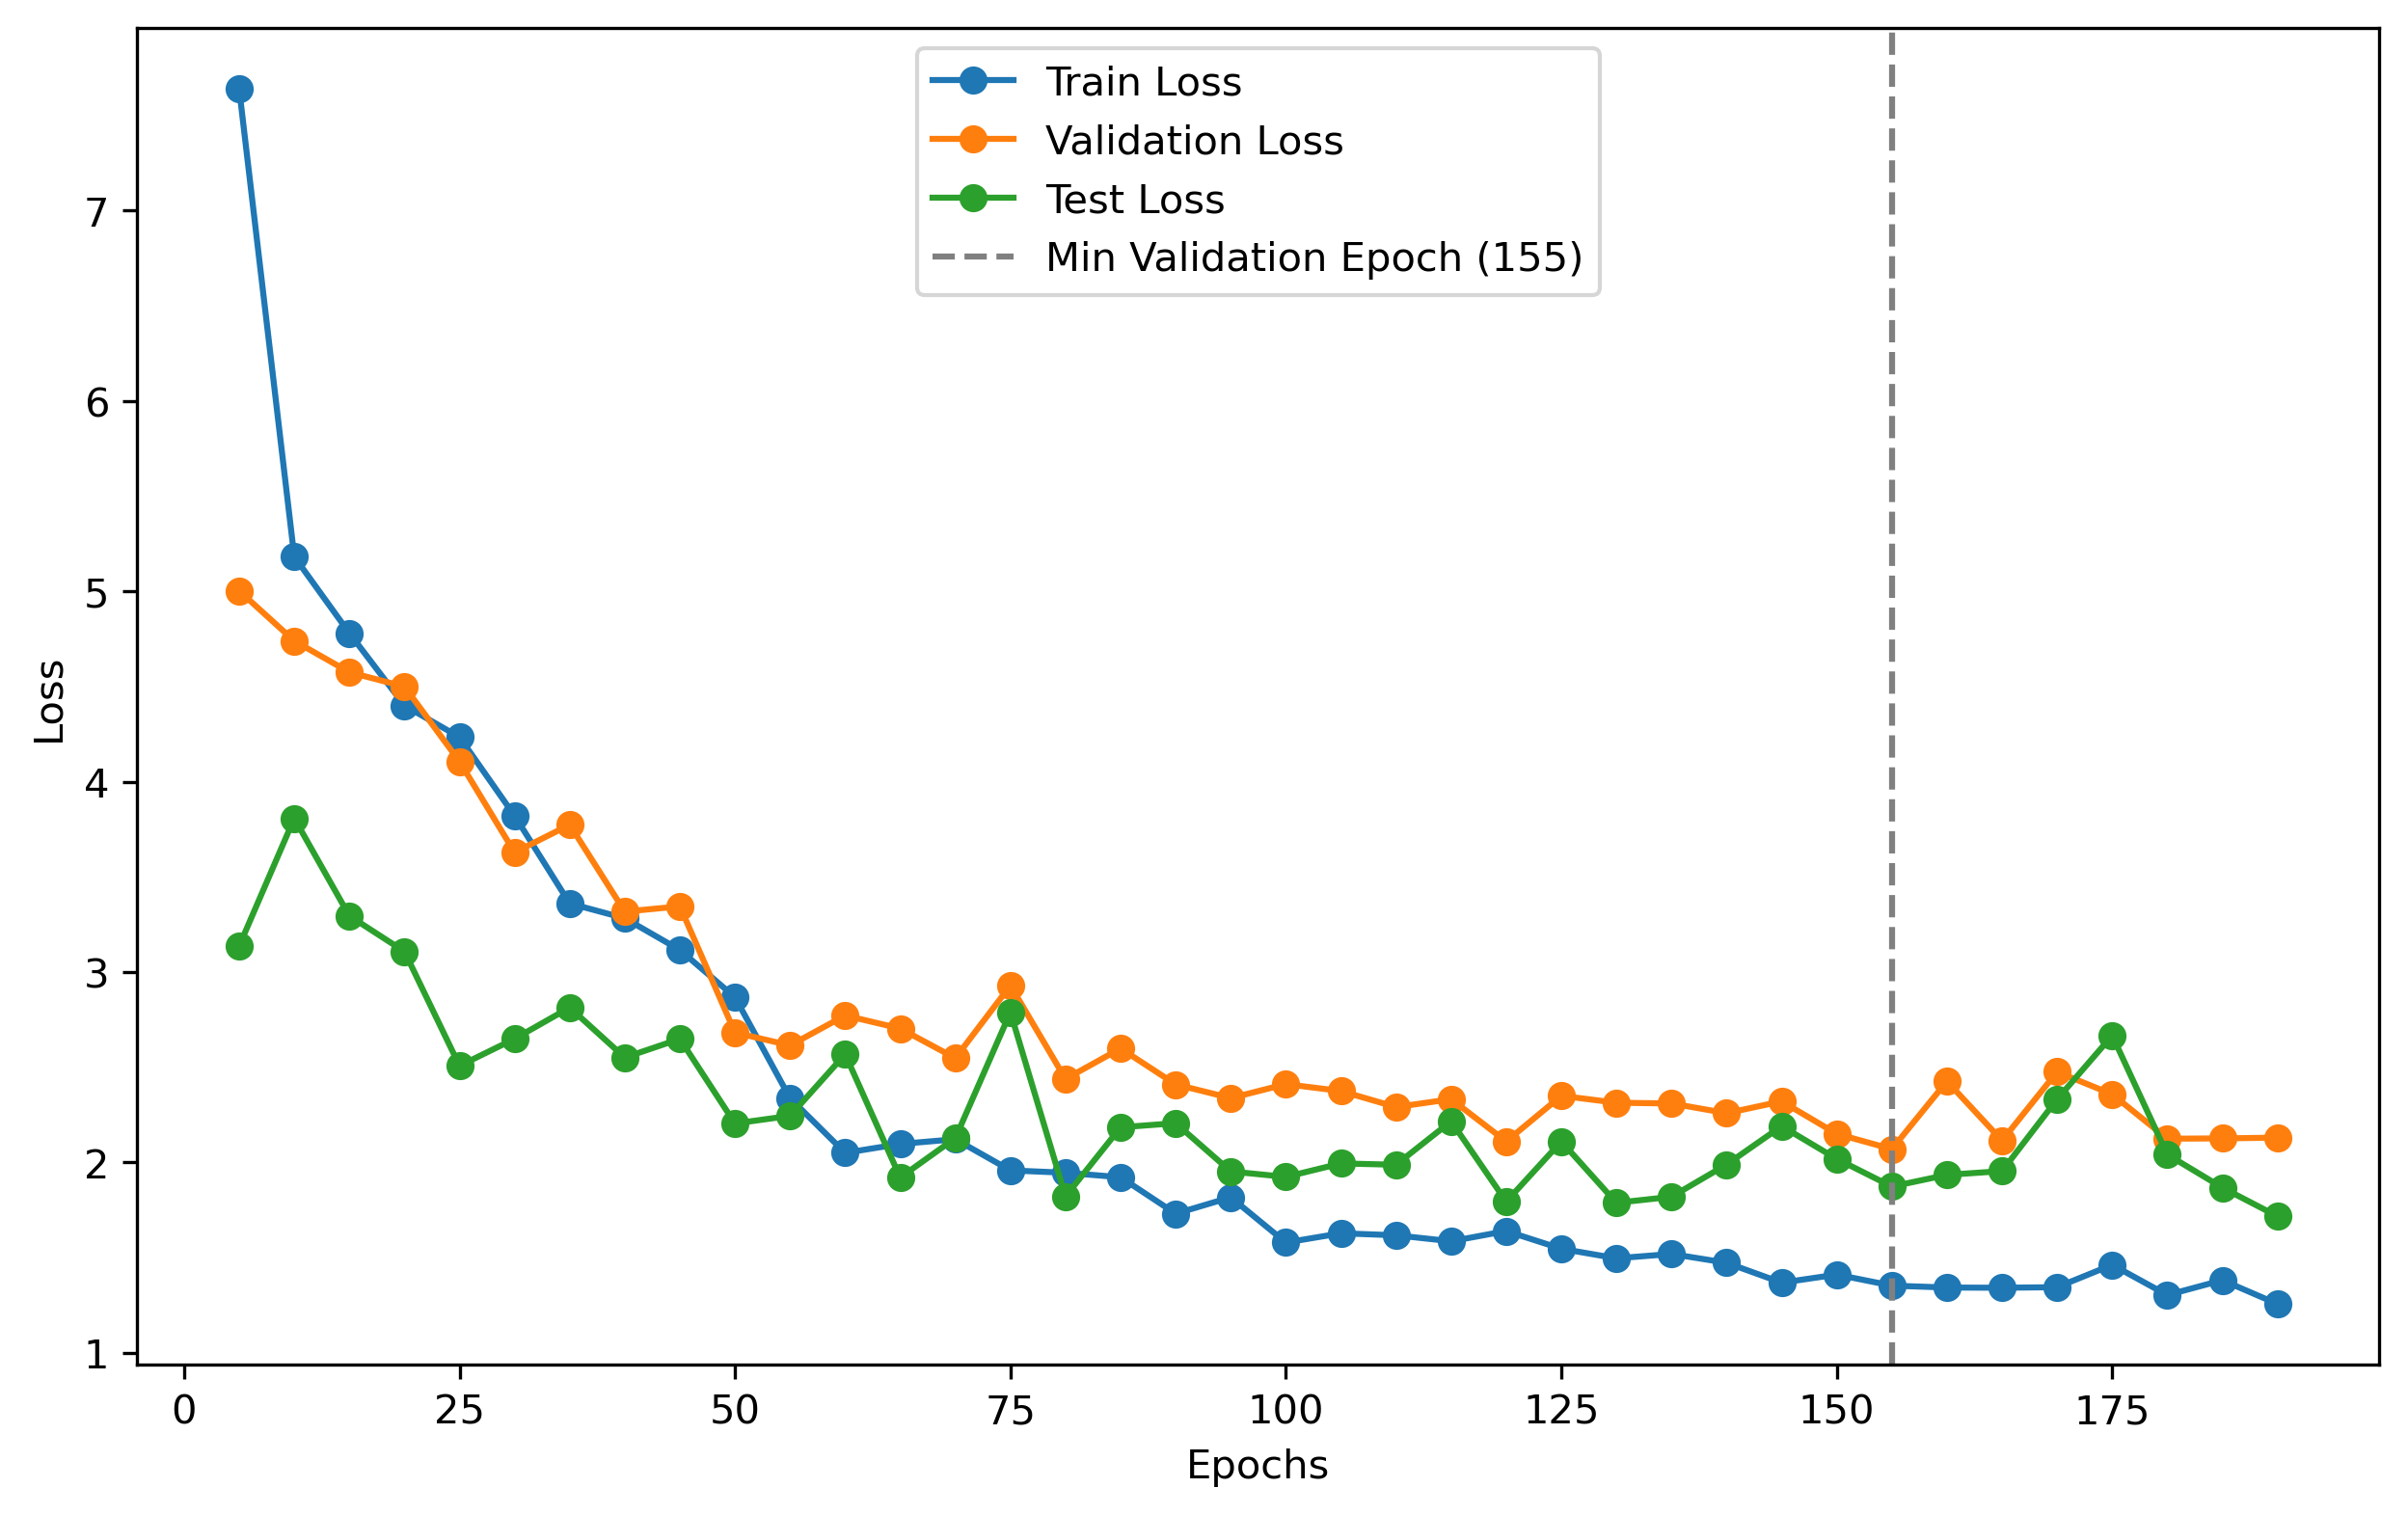 Train Loss
Validation Loss
Test Loss
Min Validation Epoch (155)
7
6
5
4
3
2
1
Loss
0 25 50 75 100 125 150 175
Epochs